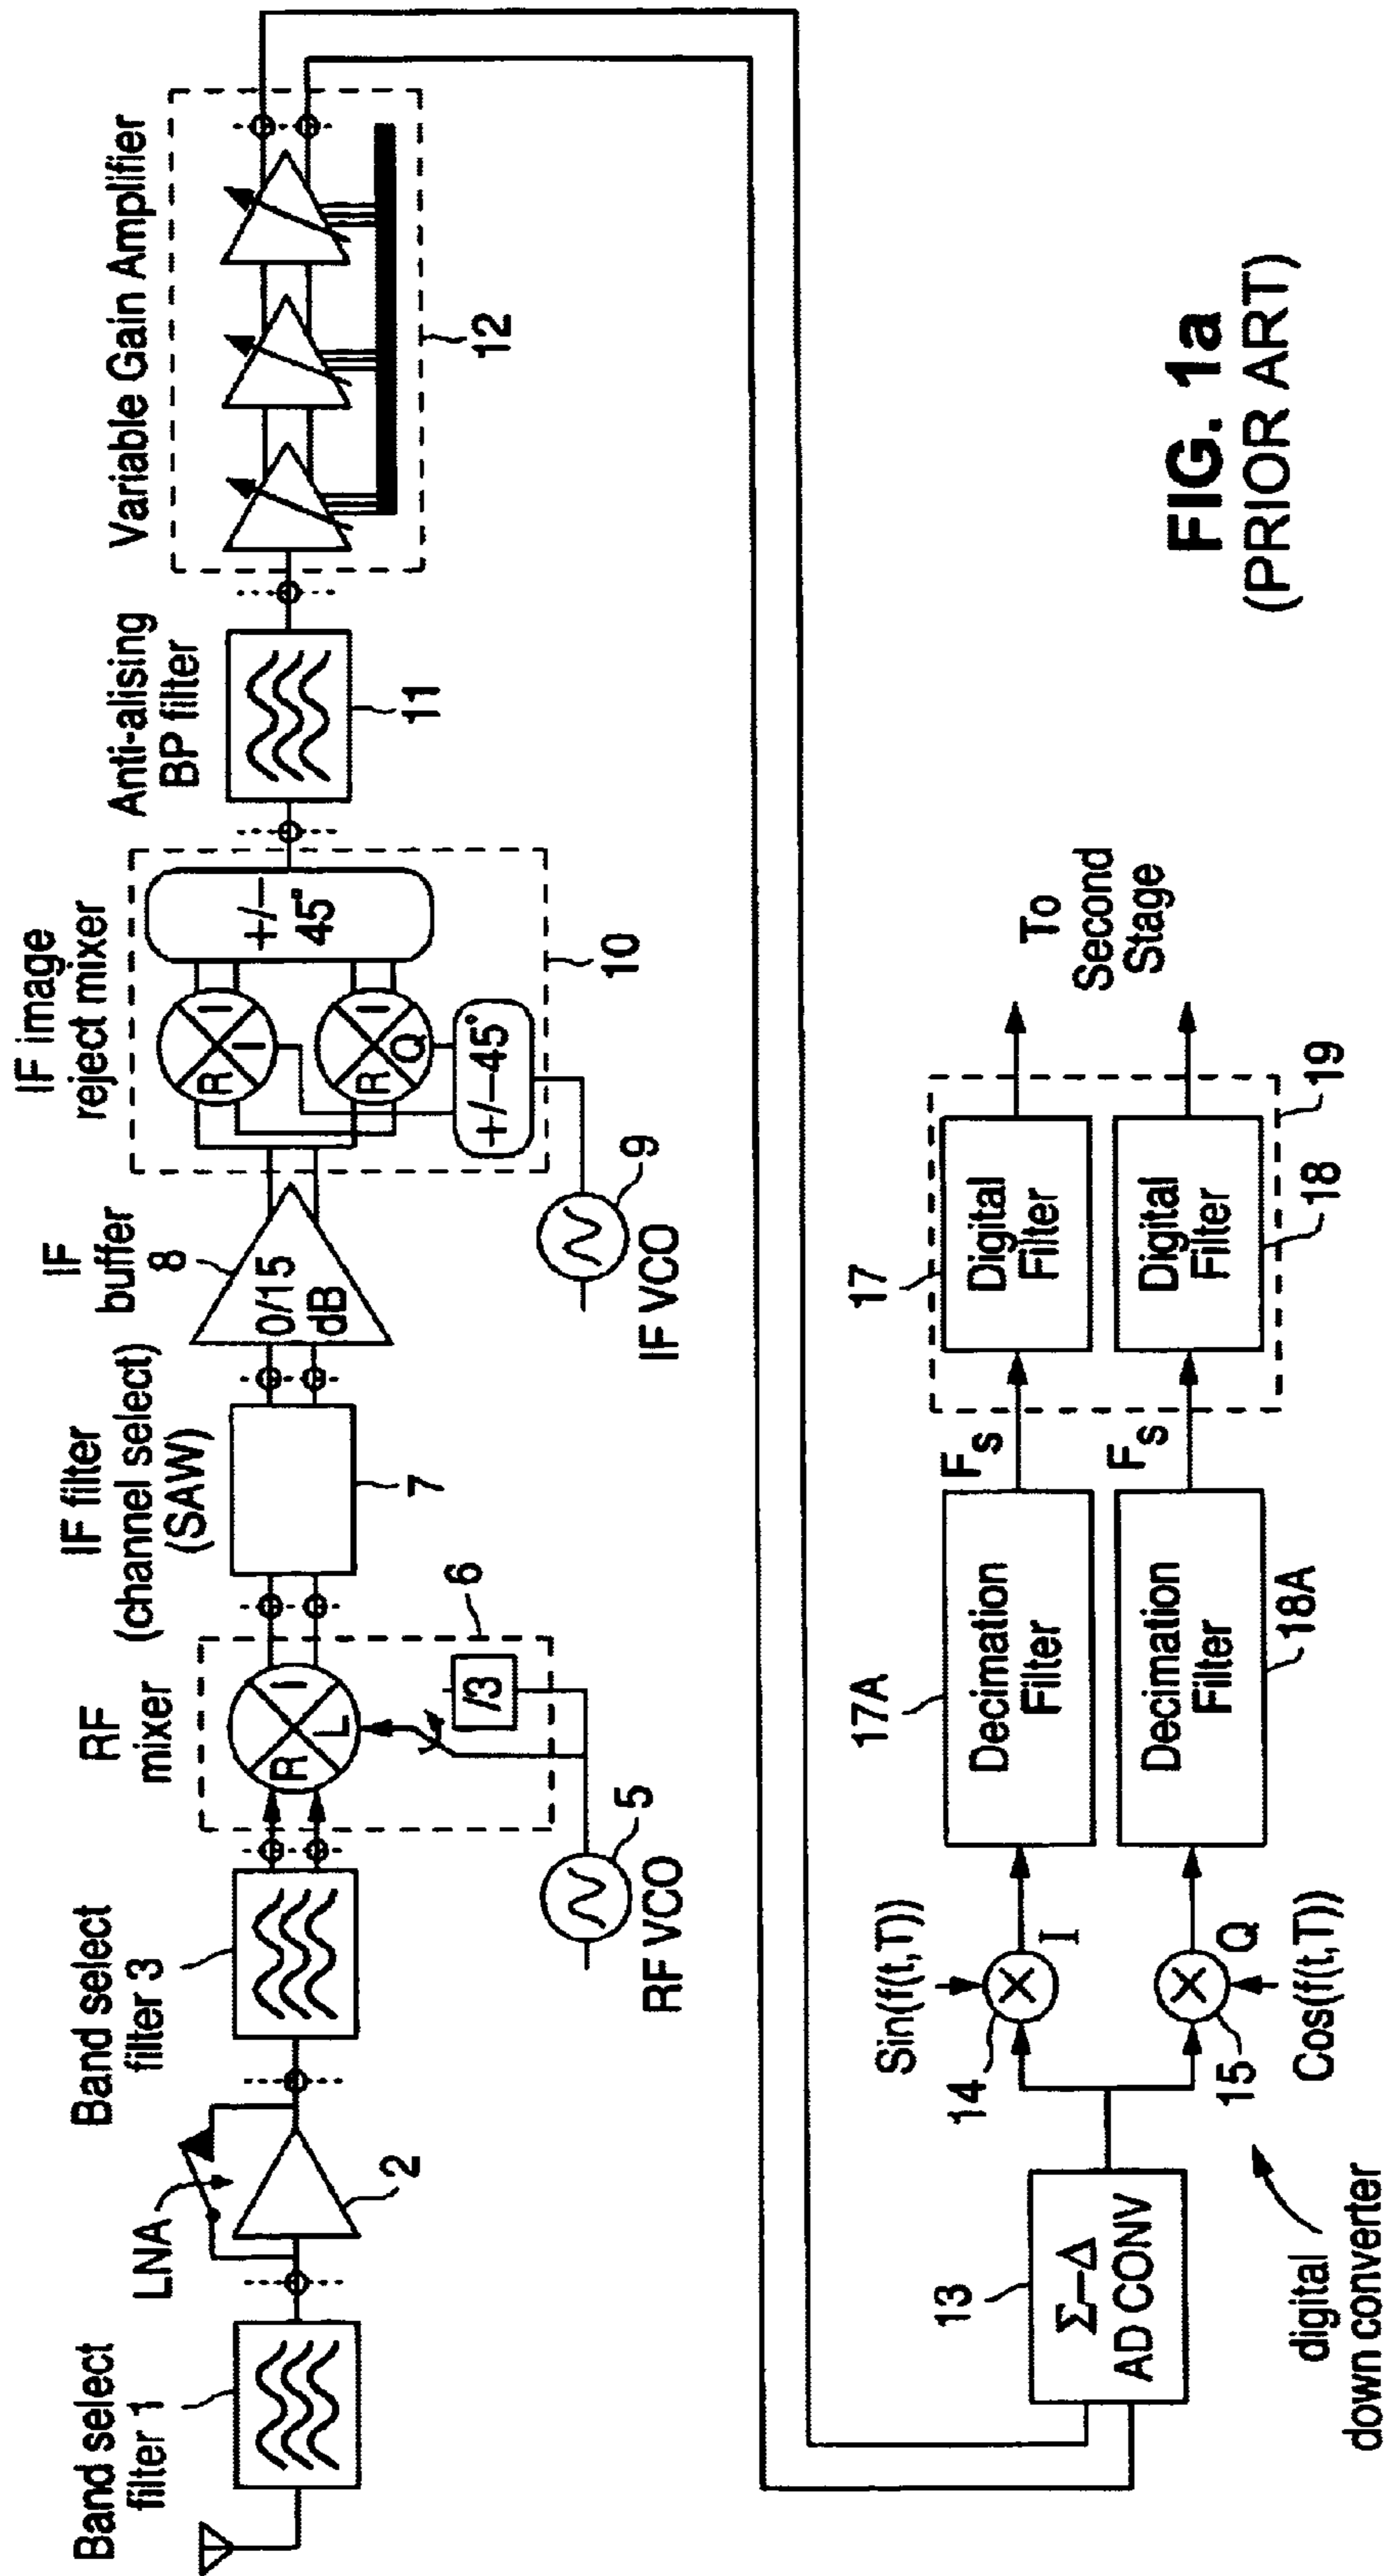 Band select
filter 1
LNA
2
Band select
filter 3
RF
mixer
R
I
L
/3
6
5
RF VCO
IF filter
(channel select)
(SAW)
7
IF
buffer
8
0/15
dB
IF image
reject mixer
R
I
I
R
I
Q
+/–
45°
+/–45°
10
9
IF VCO
Anti-alising
BP filter
11
Variable Gain Amplifier
12
13
Σ–Δ
AD CONV
Sin(f(t,T))
14
I
Q
15
Cos(f(t,T))
digital
down converter
17A
Decimation
Filter
Decimation
Filter
18A
Fs
Fs
17
Digital
Filter
Digital
Filter
18
19
To
Second
Stage
FIG. 1a
(PRIOR ART)